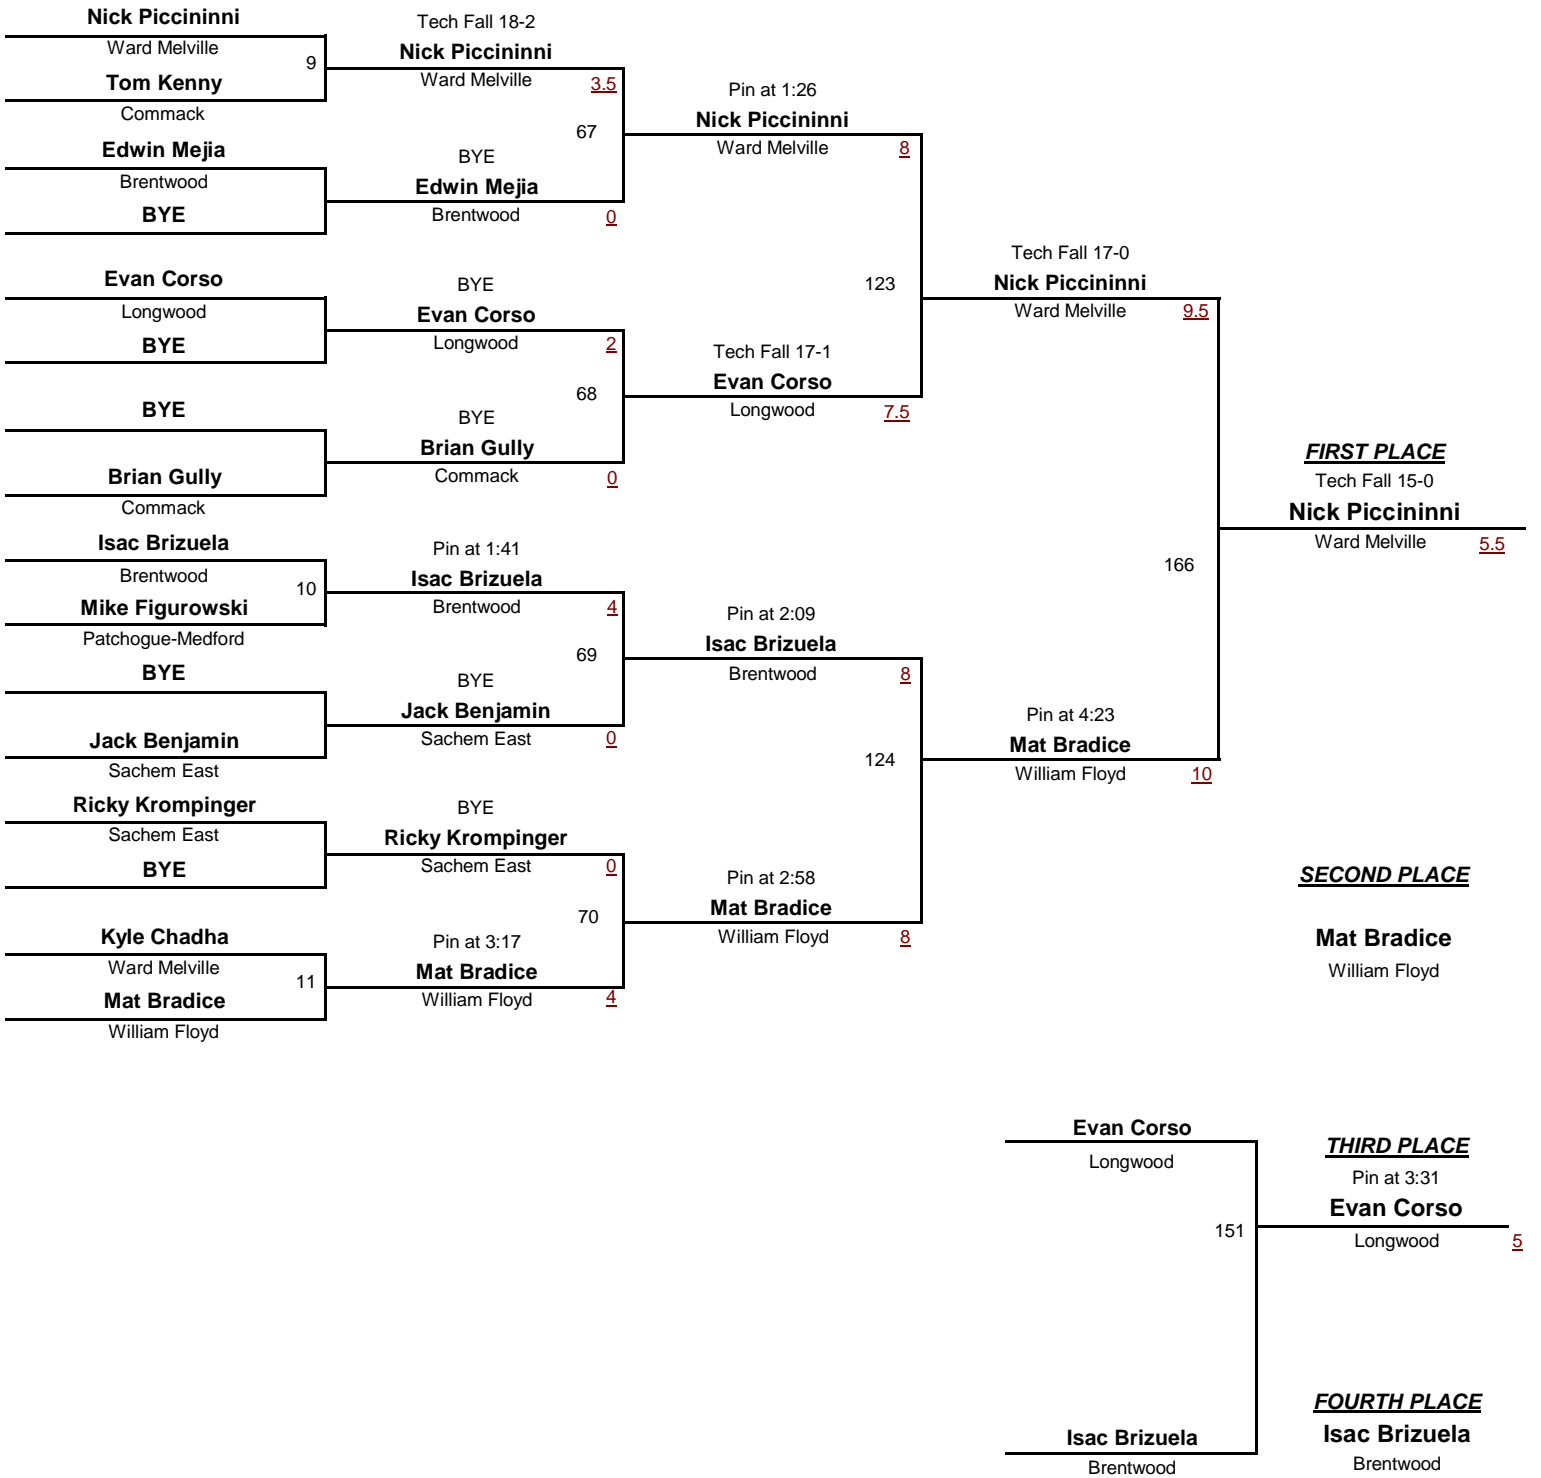 Nick Piccininni
Ward Melville
9
Tom Kenny
Commack
Edwin Mejia
Brentwood
BYE
Evan Corso
Longwood
BYE
BYE
Brian Gully
Commack
Isac Brizuela
Brentwood
10
Mike Figurowski
Patchogue-Medford
BYE
Jack Benjamin
Sachem East
Ricky Krompinger
Sachem East
BYE
Kyle Chadha
Ward Melville
11
Mat Bradice
William Floyd
Tech Fall 18-2
Nick Piccininni
Ward Melville
3.5
67
BYE
Edwin Mejia
Brentwood
0
BYE
Evan Corso
Longwood
2
68
BYE
Brian Gully
Commack
0
Pin at 1:41
Isac Brizuela
Brentwood
4
69
BYE
Jack Benjamin
Sachem East
0
BYE
Ricky Krompinger
Sachem East
0
70
Pin at 3:17
Mat Bradice
William Floyd
4
Pin at 1:26
Nick Piccininni
Ward Melville
8
123
Tech Fall 17-1
Evan Corso
Longwood
7.5
Pin at 2:09
Isac Brizuela
Brentwood
8
124
Pin at 2:58
Mat Bradice
William Floyd
8
Tech Fall 17-0
Nick Piccininni
Ward Melville
9.5
166
Pin at 4:23
Mat Bradice
William Floyd
10
FIRST PLACE
Tech Fall 15-0
Nick Piccininni
Ward Melville
5.5
SECOND PLACE
Mat Bradice
William Floyd
Evan Corso
Longwood
151
Isac Brizuela
Brentwood
THIRD PLACE
Pin at 3:31
Evan Corso
Longwood
5
FOURTH PLACE
Isac Brizuela
Brentwood